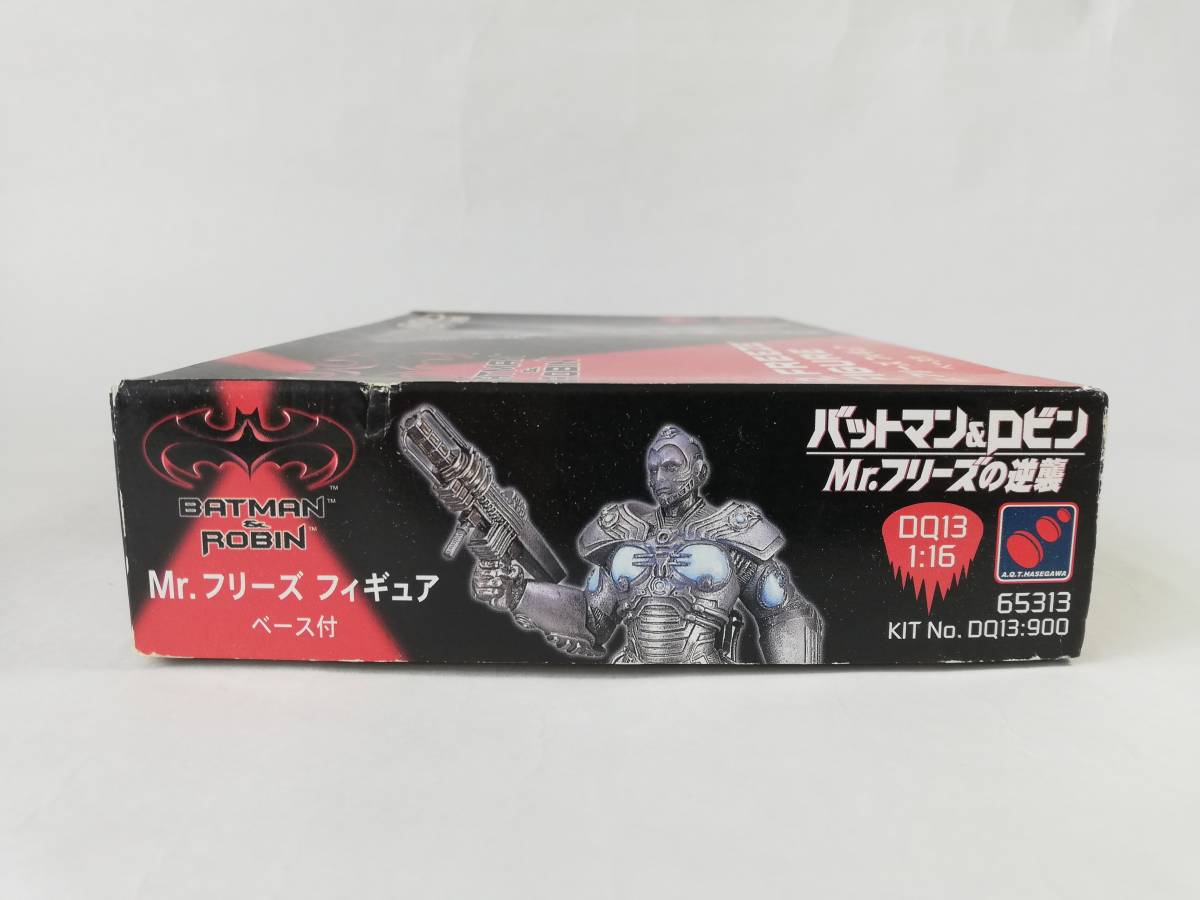 BATMAN™
&
ROBIN™
Mr.フリーズ フィギュア
ベース付
バットマン&ロビン
Mr.フリーズの逆襲
DQ13
1:16
A.Q.T.HASEGAWA
65313
KIT No. DQ13:900